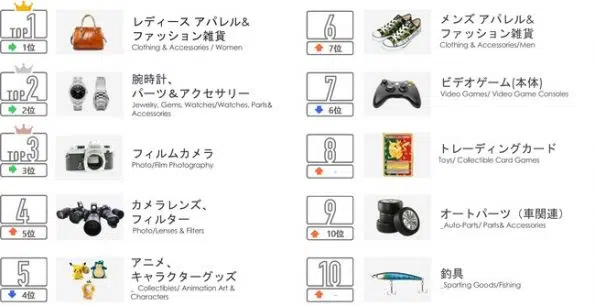 TOP 1
1位
レディース アパレル&
ファッション雑貨
Clothing & Accessories / Women
TOP 2
2位
腕時計、
パーツ&アクセサリー
Jewelry, Gems, Watches/Watches, Parts&
Accessories
TOP 3
3位
フィルムカメラ
Photo/Film Photography
4
5位
カメラレンズ、
フィルター
Photo/Lenses & Filters
5
4位
アニメ、
キャラクターグッズ
_ Collectibles/ Animation Art &
Characters
6
7位
メンズ アパレル&
ファッション雑貨
Clothing & Accessories/Men
7
6位
ビデオゲーム(本体)
Video Games/ Video Game Consoles
8
-
トレーディングカード
Toys/ Collectible Card Games
9
10位
オートパーツ（車関連）
_Auto-Parts/ Parts& Accessories
10
-
釣具
_Sporting Goods/Fishing